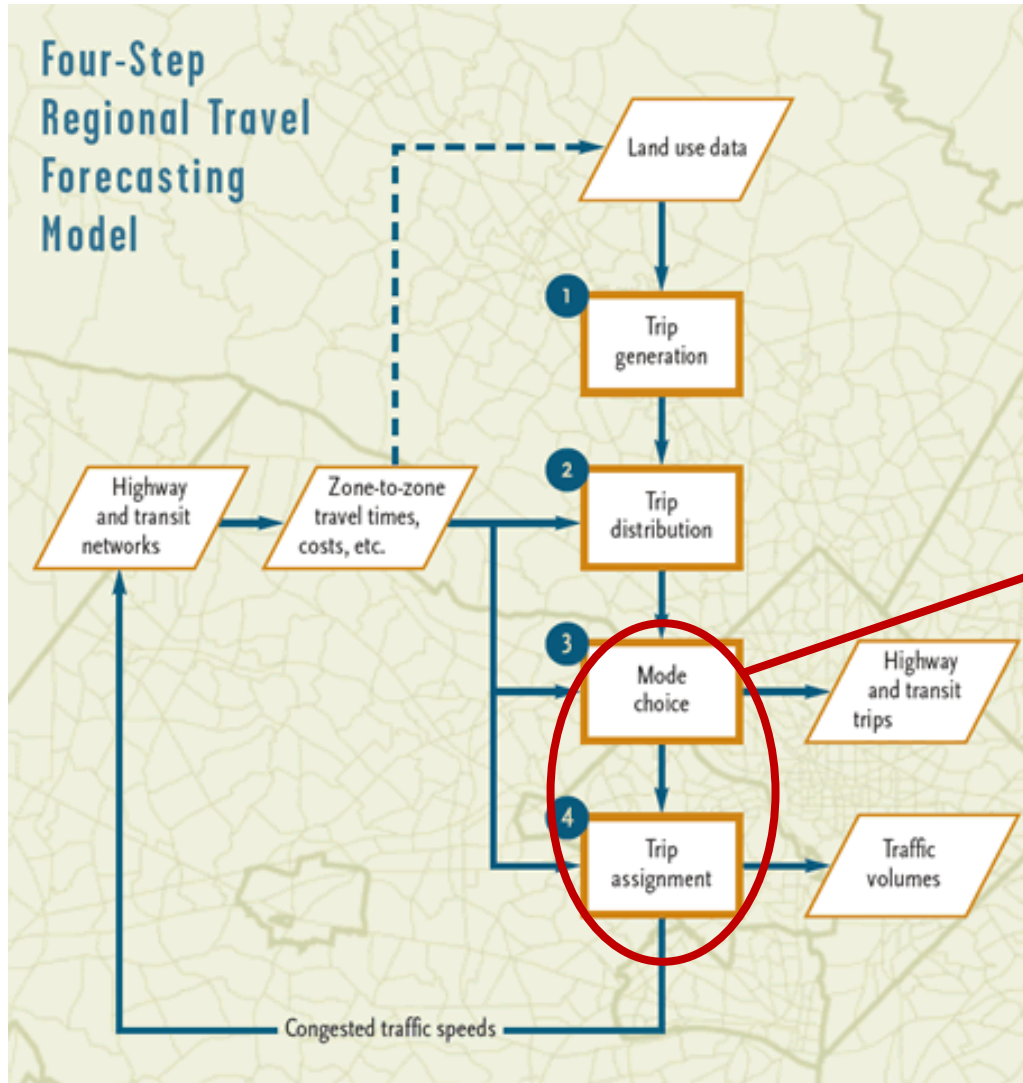 Four-Step
Regional Travel
Forecasting
Model
Land use data
1
Trip
generation
2
Trip
distribution
Highway
and transit
networks
Zone-to-zone
travel times,
costs, etc.
3
Mode
choice
Highway
and transit
trips
4
Trip
assignment
Traffic
volumes
Congested traffic speeds